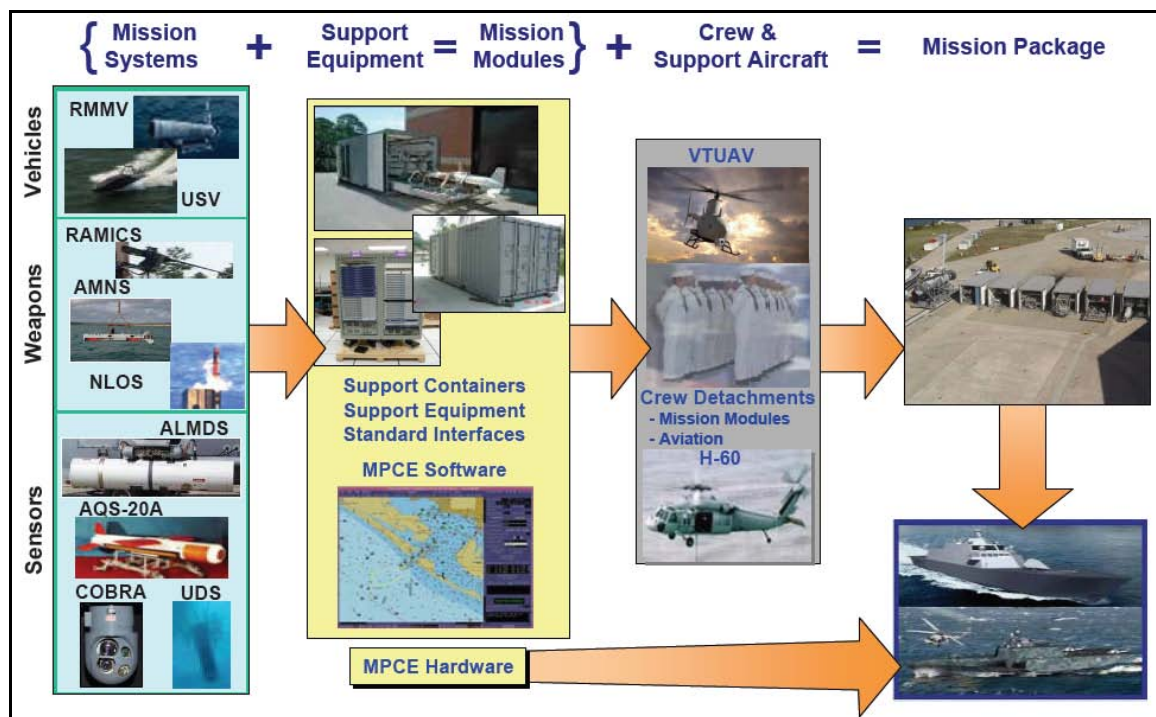 { Mission Systems + Support Equipment = Mission Modules } + Crew & Support Aircraft = Mission Package
Vehicles
RMMV
USV
Weapons
RAMICS
AMNS
NLOS
Sensors
ALMDS
AQS-20A
COBRA
UDS
Support Containers
Support Equipment
Standard Interfaces
MPCE Software
MPCE Hardware
VTUAV
Crew Detachments
- Mission Modules
- Aviation
H-60